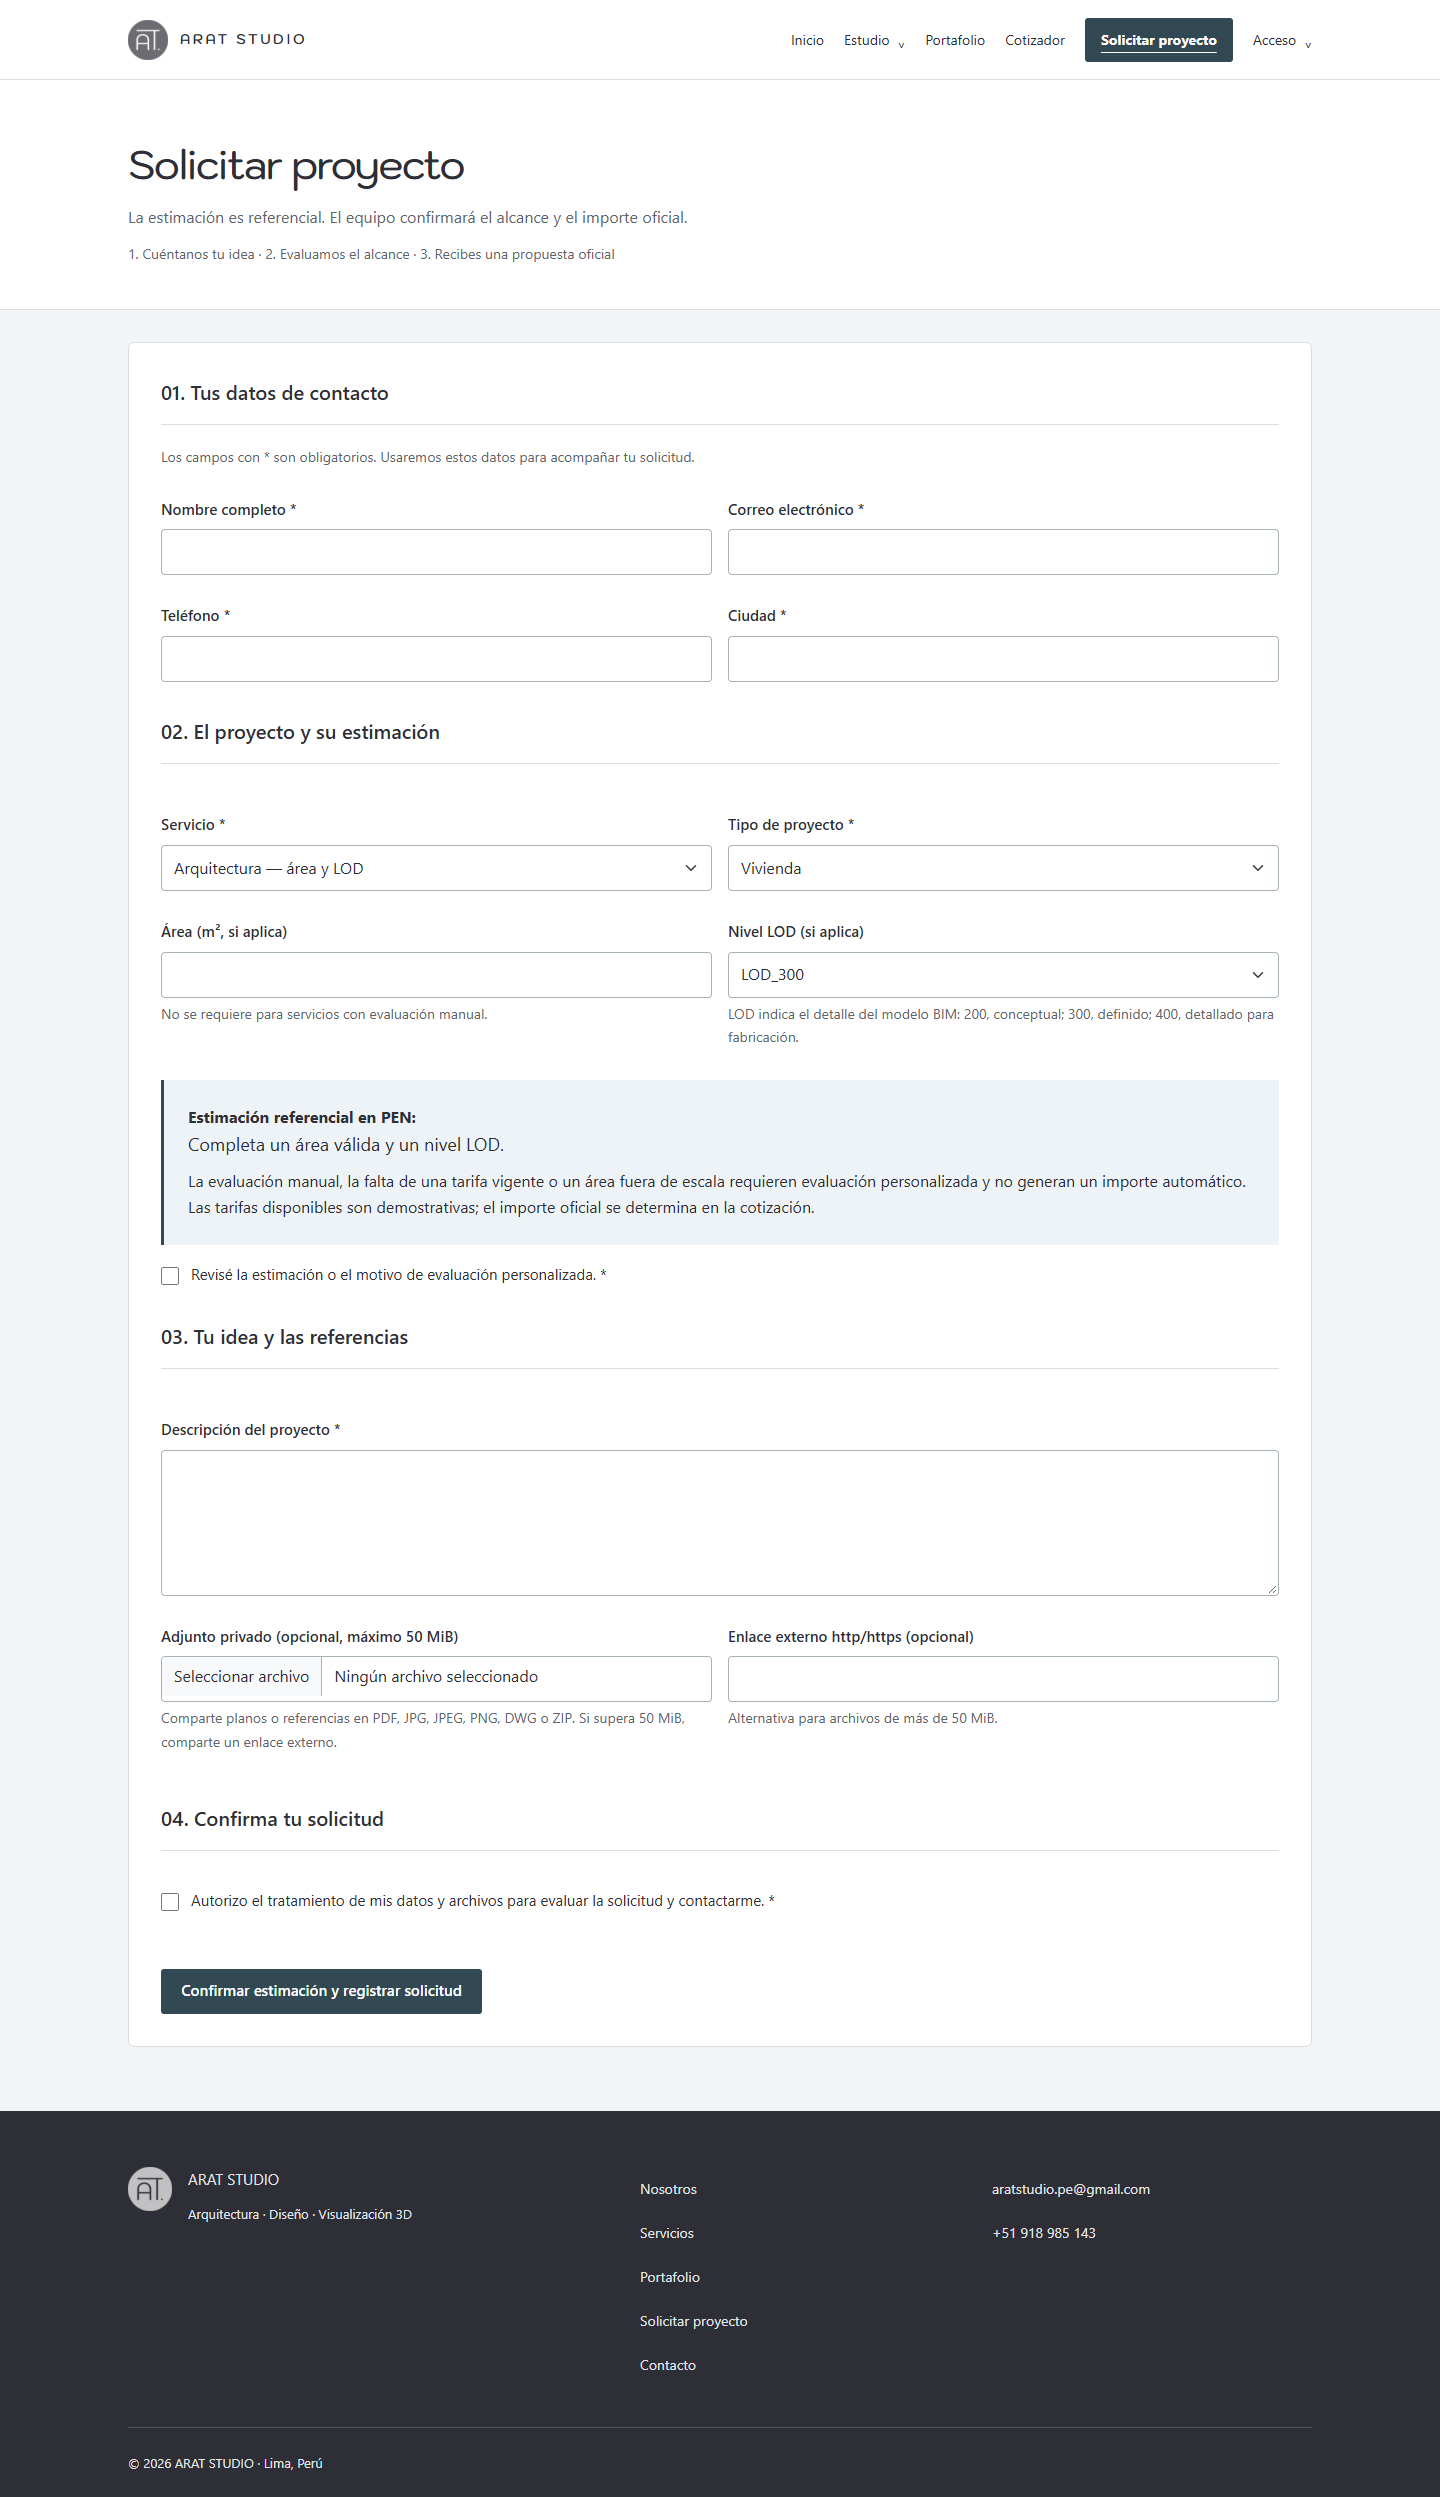 AT.
ARAT STUDIO
Inicio
Estudio v
Portafolio
Cotizador
Solicitar proyecto
Acceso v
Solicitar proyecto
La estimación es referencial. El equipo confirmará el alcance y el importe oficial.
1. Cuéntanos tu idea · 2. Evaluamos el alcance · 3. Recibes una propuesta oficial
01. Tus datos de contacto
Los campos con * son obligatorios. Usaremos estos datos para acompañar tu solicitud.
Nombre completo *
Correo electrónico *
Teléfono *
Ciudad *
02. El proyecto y su estimación
Servicio *
Tipo de proyecto *
Arquitectura — área y LOD
Vivienda
Área (m², si aplica)
Nivel LOD (si aplica)
LOD_300
No se requiere para servicios con evaluación manual.
LOD indica el detalle del modelo BIM: 200, conceptual; 300, definido; 400, detallado para
fabricación.
Estimación referencial en PEN:
Completa un área válida y un nivel LOD.
La evaluación manual, la falta de una tarifa vigente o un área fuera de escala requieren evaluación personalizada y no generan un importe automático.
Las tarifas disponibles son demostrativas; el importe oficial se determina en la cotización.
Revisé la estimación o el motivo de evaluación personalizada. *
03. Tu idea y las referencias
Descripción del proyecto *
Adjunto privado (opcional, máximo 50 MiB)
Enlace externo http/https (opcional)
Seleccionar archivo
Ningún archivo seleccionado
Comparte planos o referencias en PDF, JPG, JPEG, PNG, DWG o ZIP. Si supera 50 MiB,
comparte un enlace externo.
Alternativa para archivos de más de 50 MiB.
04. Confirma tu solicitud
Autorizo el tratamiento de mis datos y archivos para evaluar la solicitud y contactarme. *
Confirmar estimación y registrar solicitud
AT.
ARAT STUDIO
Arquitectura · Diseño · Visualización 3D
Nosotros
Servicios
Portafolio
Solicitar proyecto
Contacto
aratstudio.pe@gmail.com
+51 918 985 143
© 2026 ARAT STUDIO · Lima, Perú